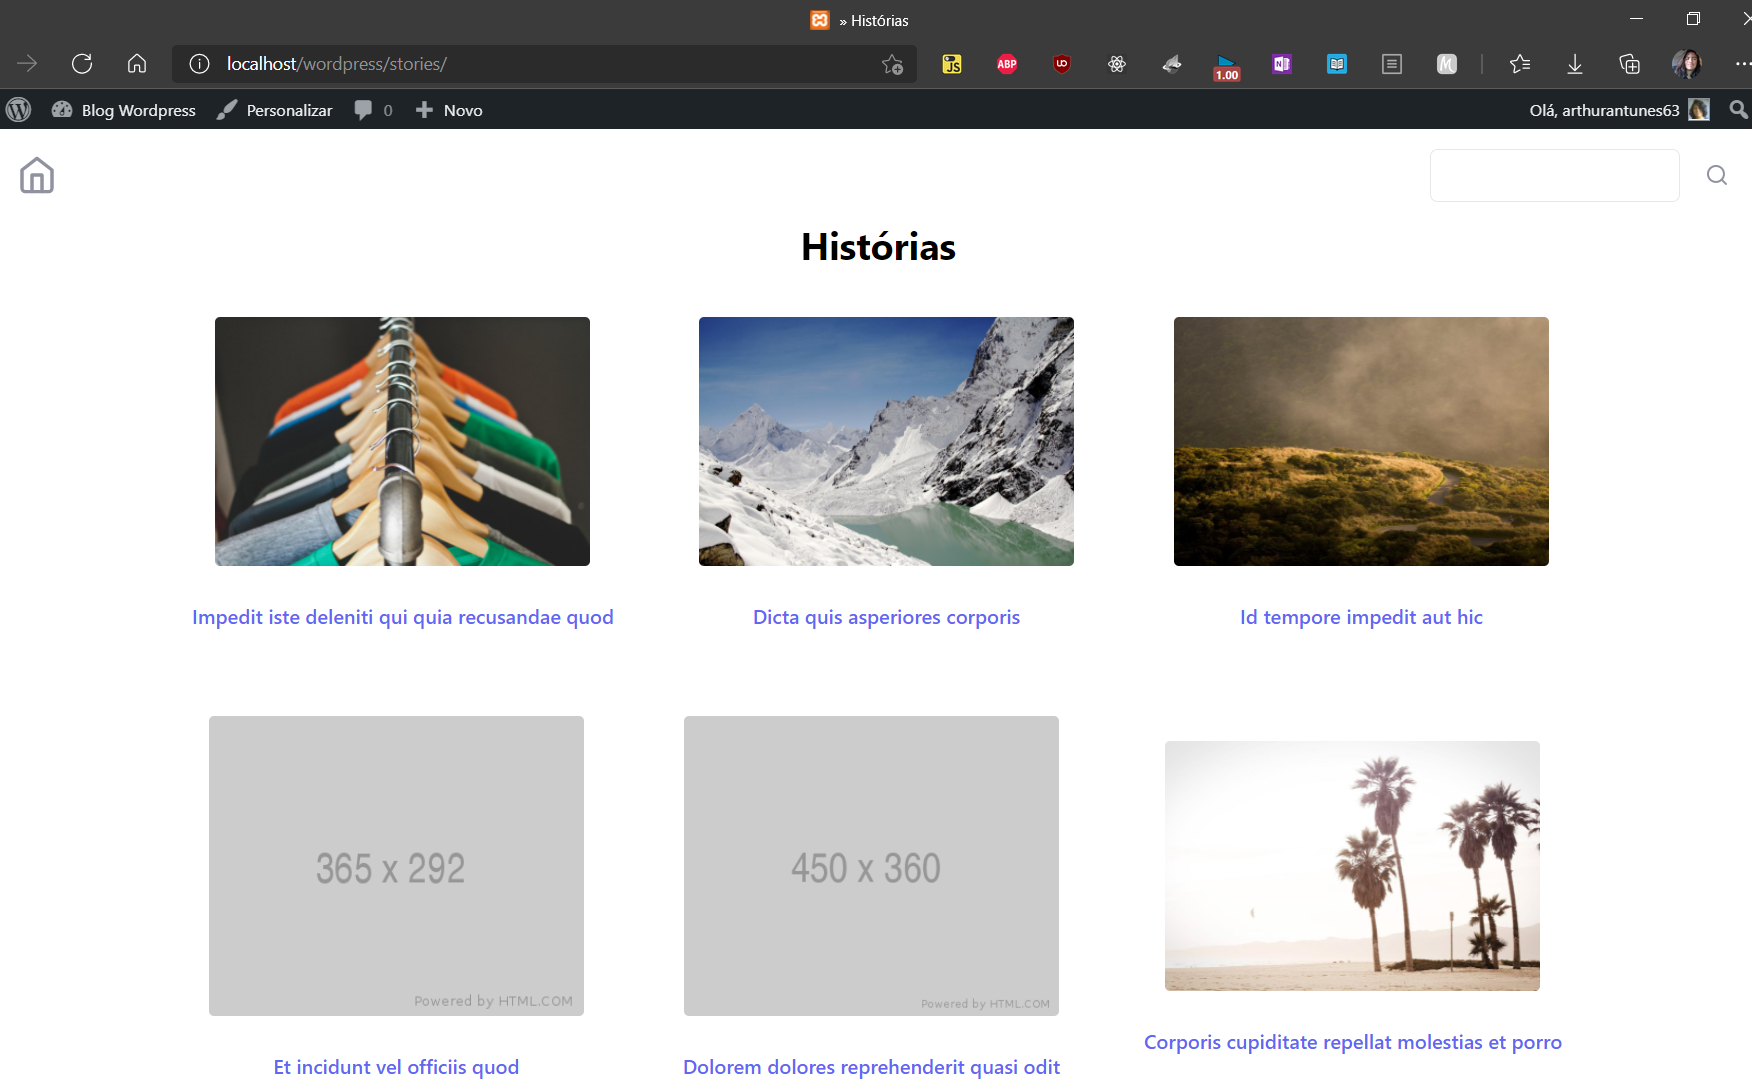 » Histórias
localhost/wordpress/stories/
JS
ABP
UD
1.00
N
M
Blog Wordpress
Personalizar
0
Novo
Olá, arthurantunes63
Histórias
Impedit iste deleniti qui quia recusandae quod
Dicta quis asperiores corporis
Id tempore impedit aut hic
365 x 292
Powered by HTML.COM
450 x 360
Powered by HTML.COM
Et incidunt vel officiis quod
Dolorem dolores reprehenderit quasi odit
Corporis cupiditate repellat molestias et porro